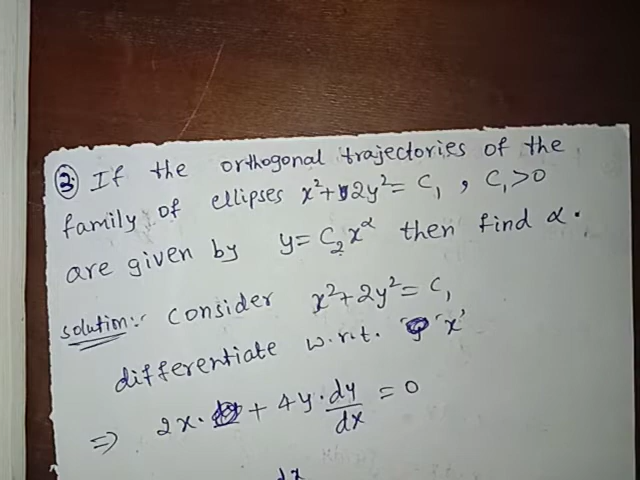 ③ If the orthogonal trajectories of the
family of ellipses x²+2y²= C₁ , C₁>0
are given by y= C₂x^α then find α.
solution:- consider x²+2y²= C₁
differentiate w.r.t. 'x'
⇒ 2x. + 4y. dy/dx = 0
dx